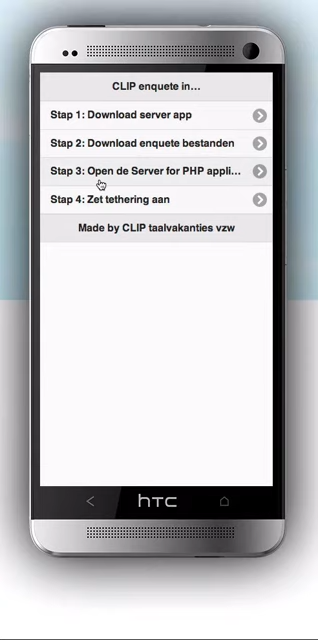 CLIP enquete in...
Stap 1: Download server app
Stap 2: Download enquete bestanden
Stap 3: Open de Server for PHP appli...
Stap 4: Zet tethering aan
Made by CLIP taalvakanties vzw
hTC